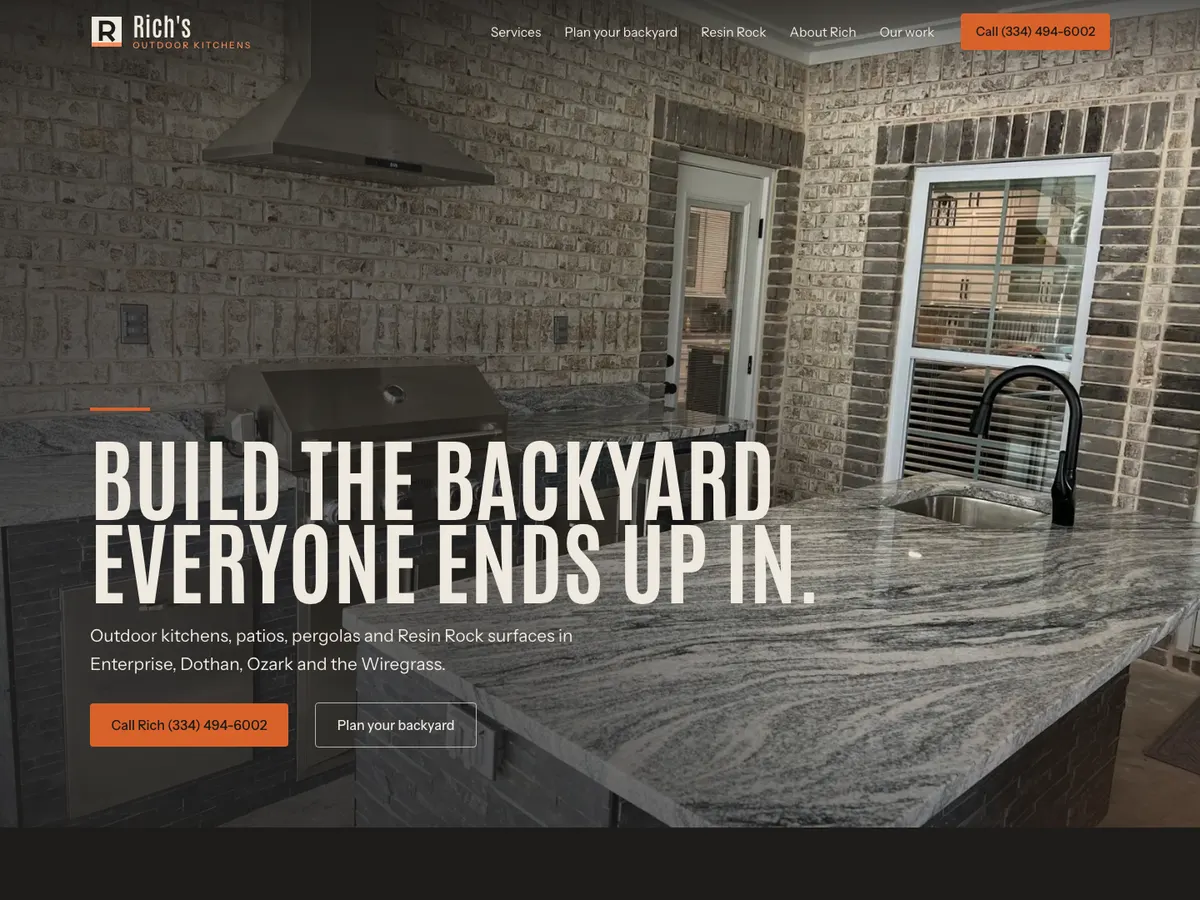 R Rich's
OUTDOOR KITCHENS
Services Plan your backyard Resin Rock About Rich Our work Call (334) 494-6002
BUILD THE BACKYARD
EVERYONE ENDS UP IN.
Outdoor kitchens, patios, pergolas and Resin Rock surfaces in
Enterprise, Dothan, Ozark and the Wiregrass.
Call Rich (334) 494-6002 Plan your backyard